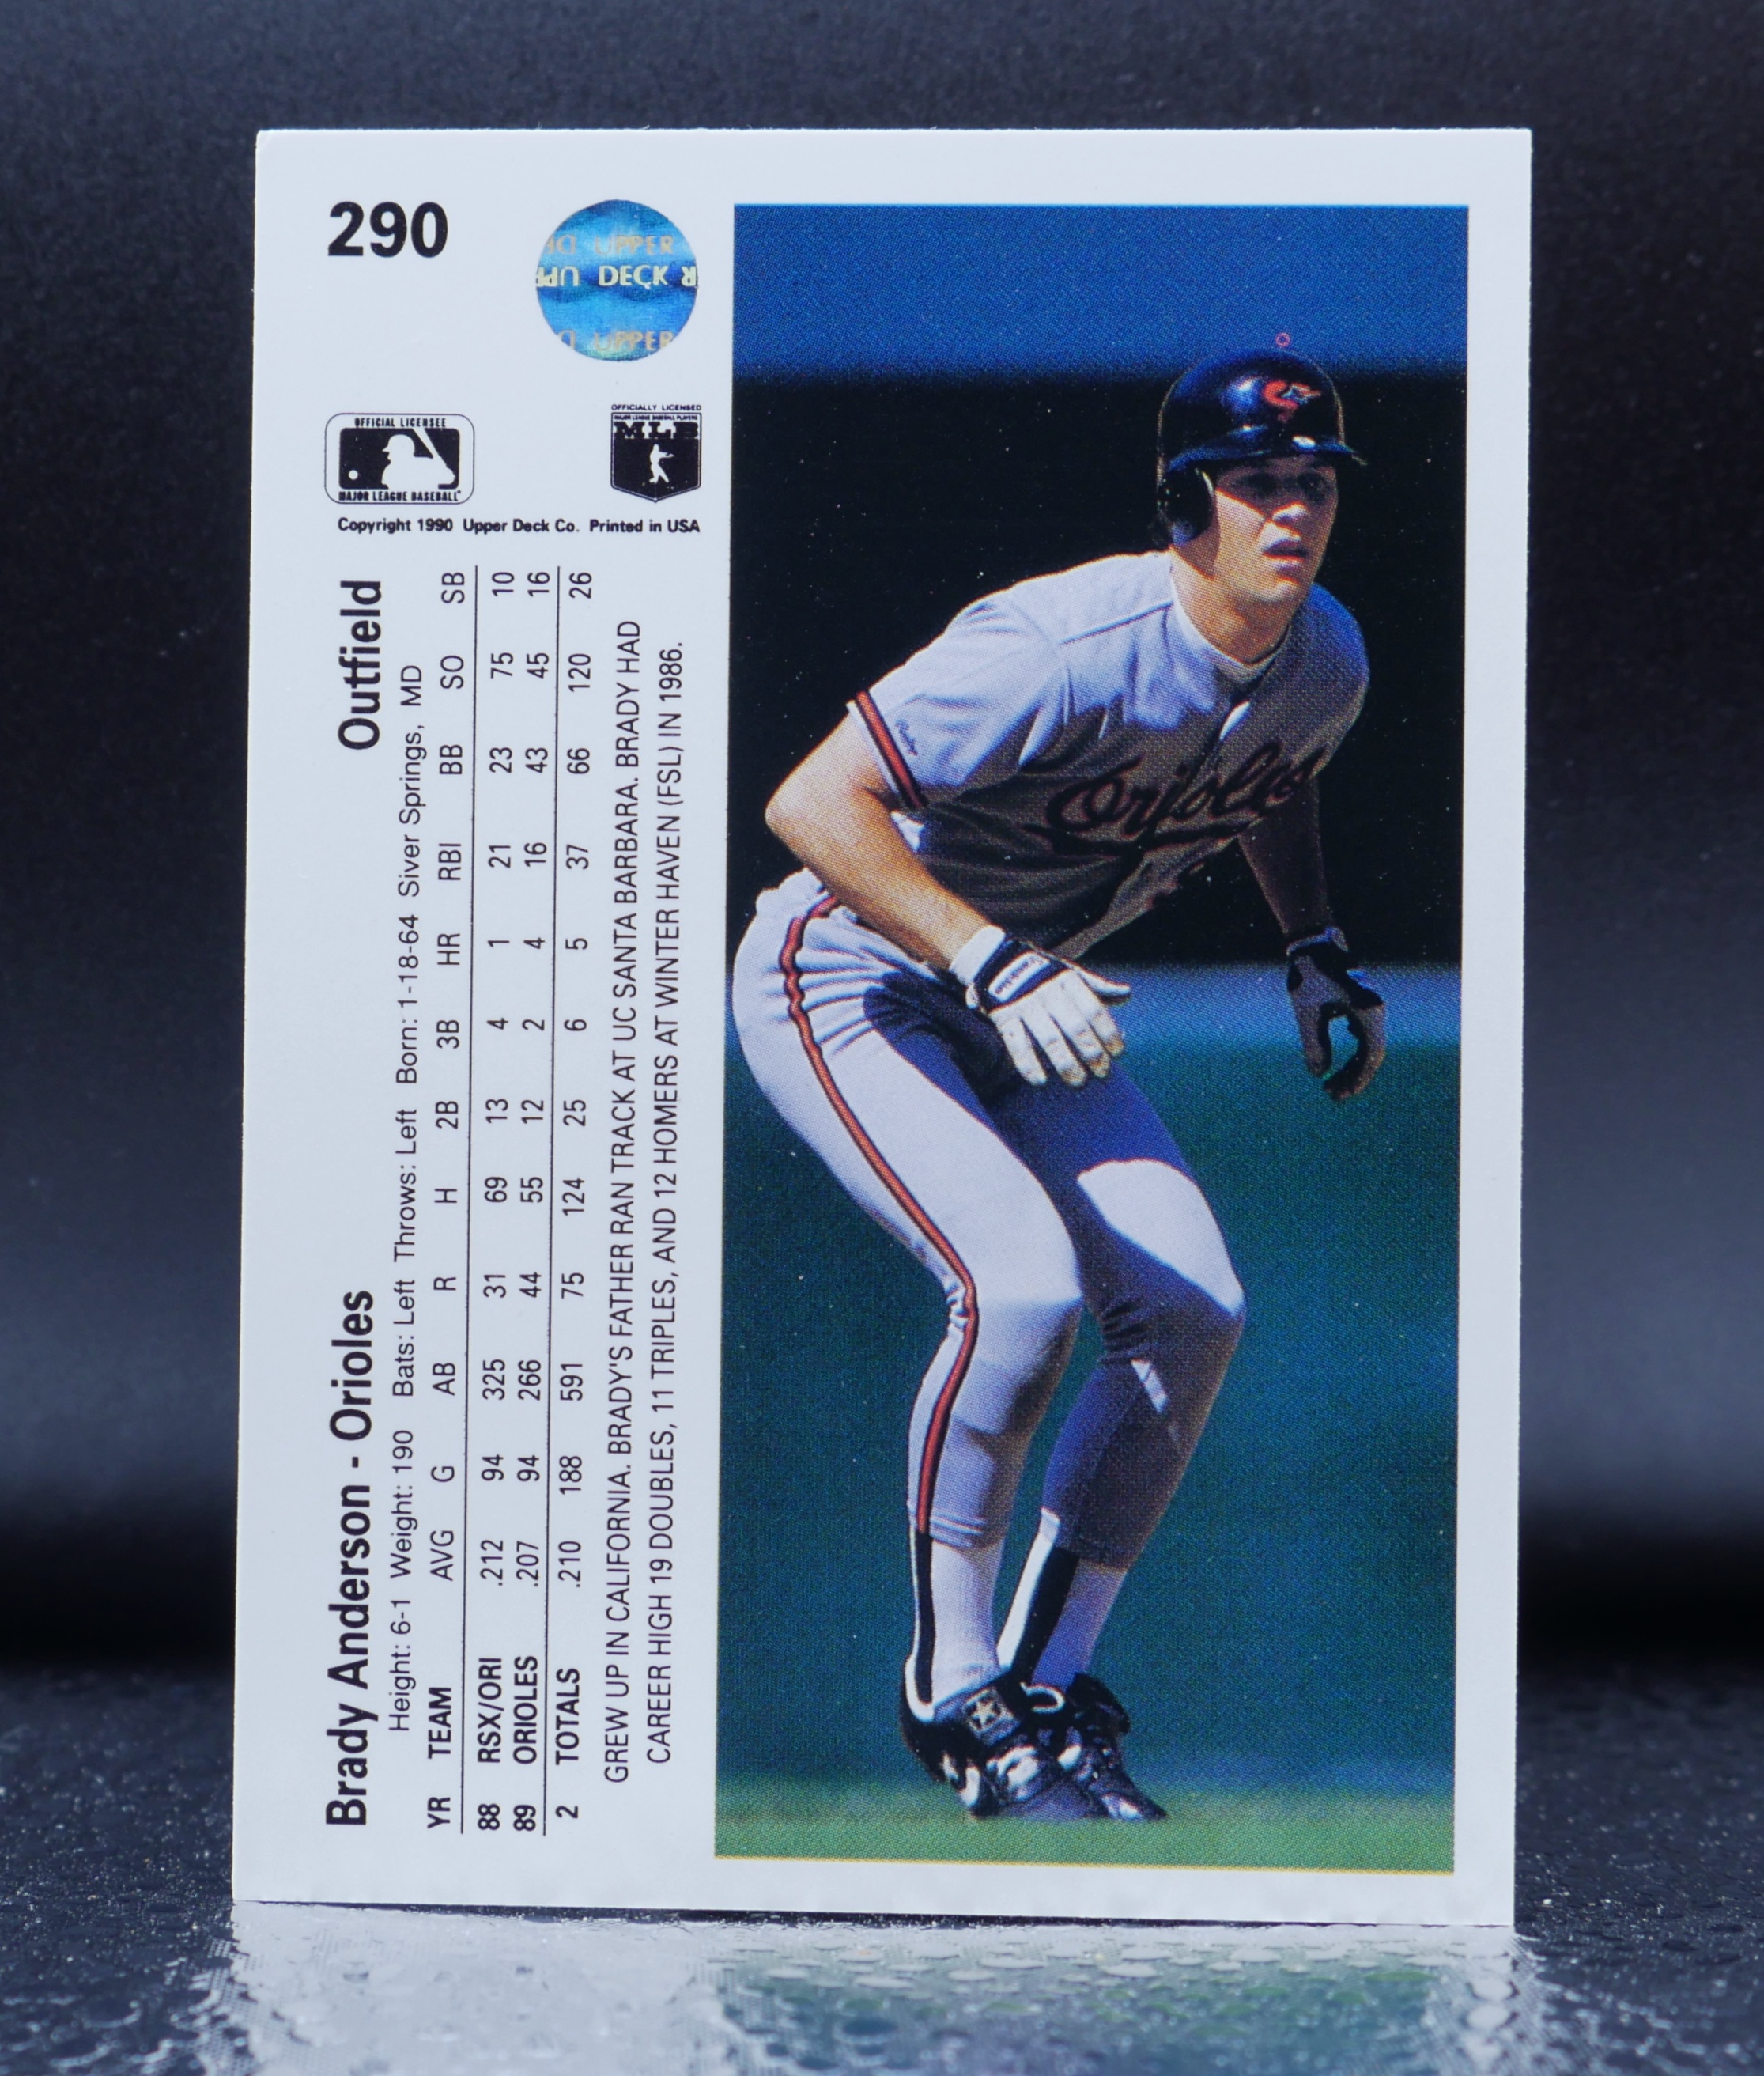 290
UPPER
UPPER DECK
UPPER
OFFICIAL LICENSEE
MAJOR LEAGUE BASEBALL
OFFICIALLY LICENSED
MAJOR LEAGUE BASEBALL PLAYERS
MLB
Copyright 1990 Upper Deck Co. Printed in USA
Brady Anderson - Orioles Outfield
Height: 6-1 Weight: 190 Bats: Left Throws: Left Born: 1-18-64 Siver Springs, MD
YR TEAM AVG G AB R H 2B 3B HR RBI BB SO SB
88 RSX/ORI .212 94 325 31 69 13 4 1 21 23 75 10
89 ORIOLES .207 94 266 44 55 12 2 4 16 43 45 16
2 TOTALS .210 188 591 75 124 25 6 5 37 66 120 26
GREW UP IN CALIFORNIA. BRADY'S FATHER RAN TRACK AT UC SANTA BARBARA. BRADY HAD
CAREER HIGH 19 DOUBLES, 11 TRIPLES, AND 12 HOMERS AT WINTER HAVEN (FSL) IN 1986.
Orioles
Franklin